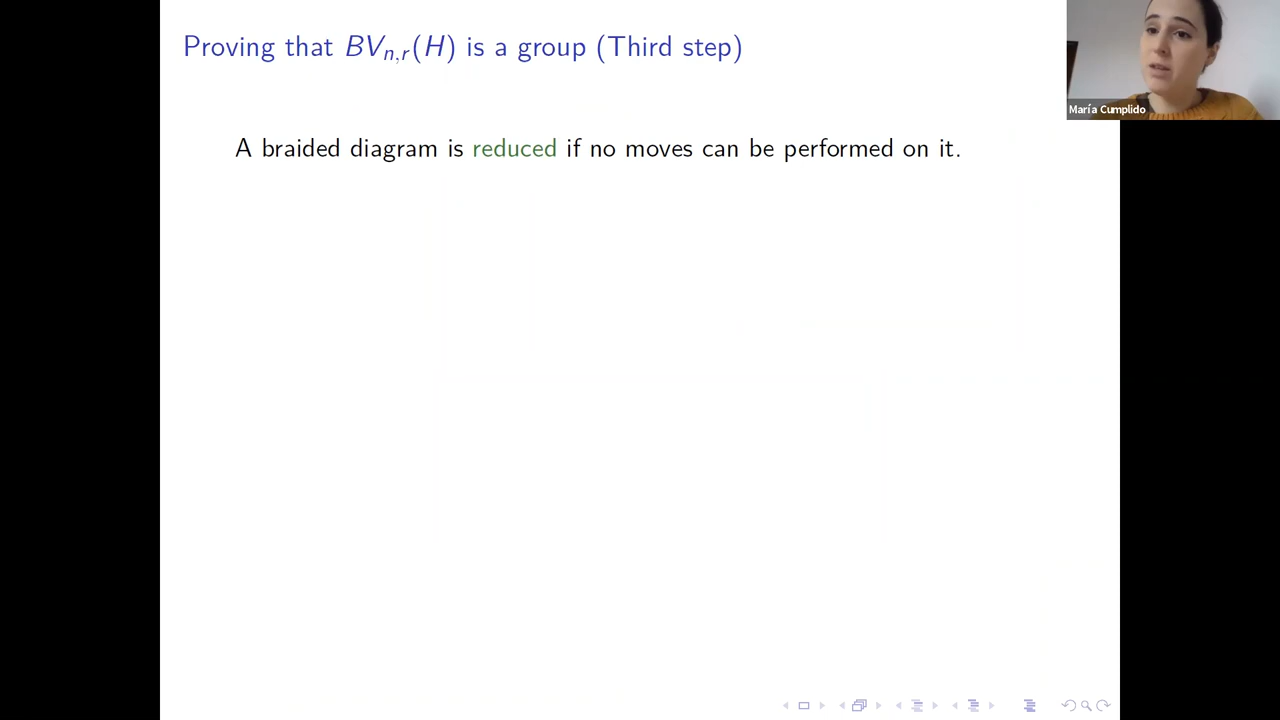 Proving that BVn,r(H) is a group (Third step)
María Cumplido
A braided diagram is reduced if no moves can be performed on it.